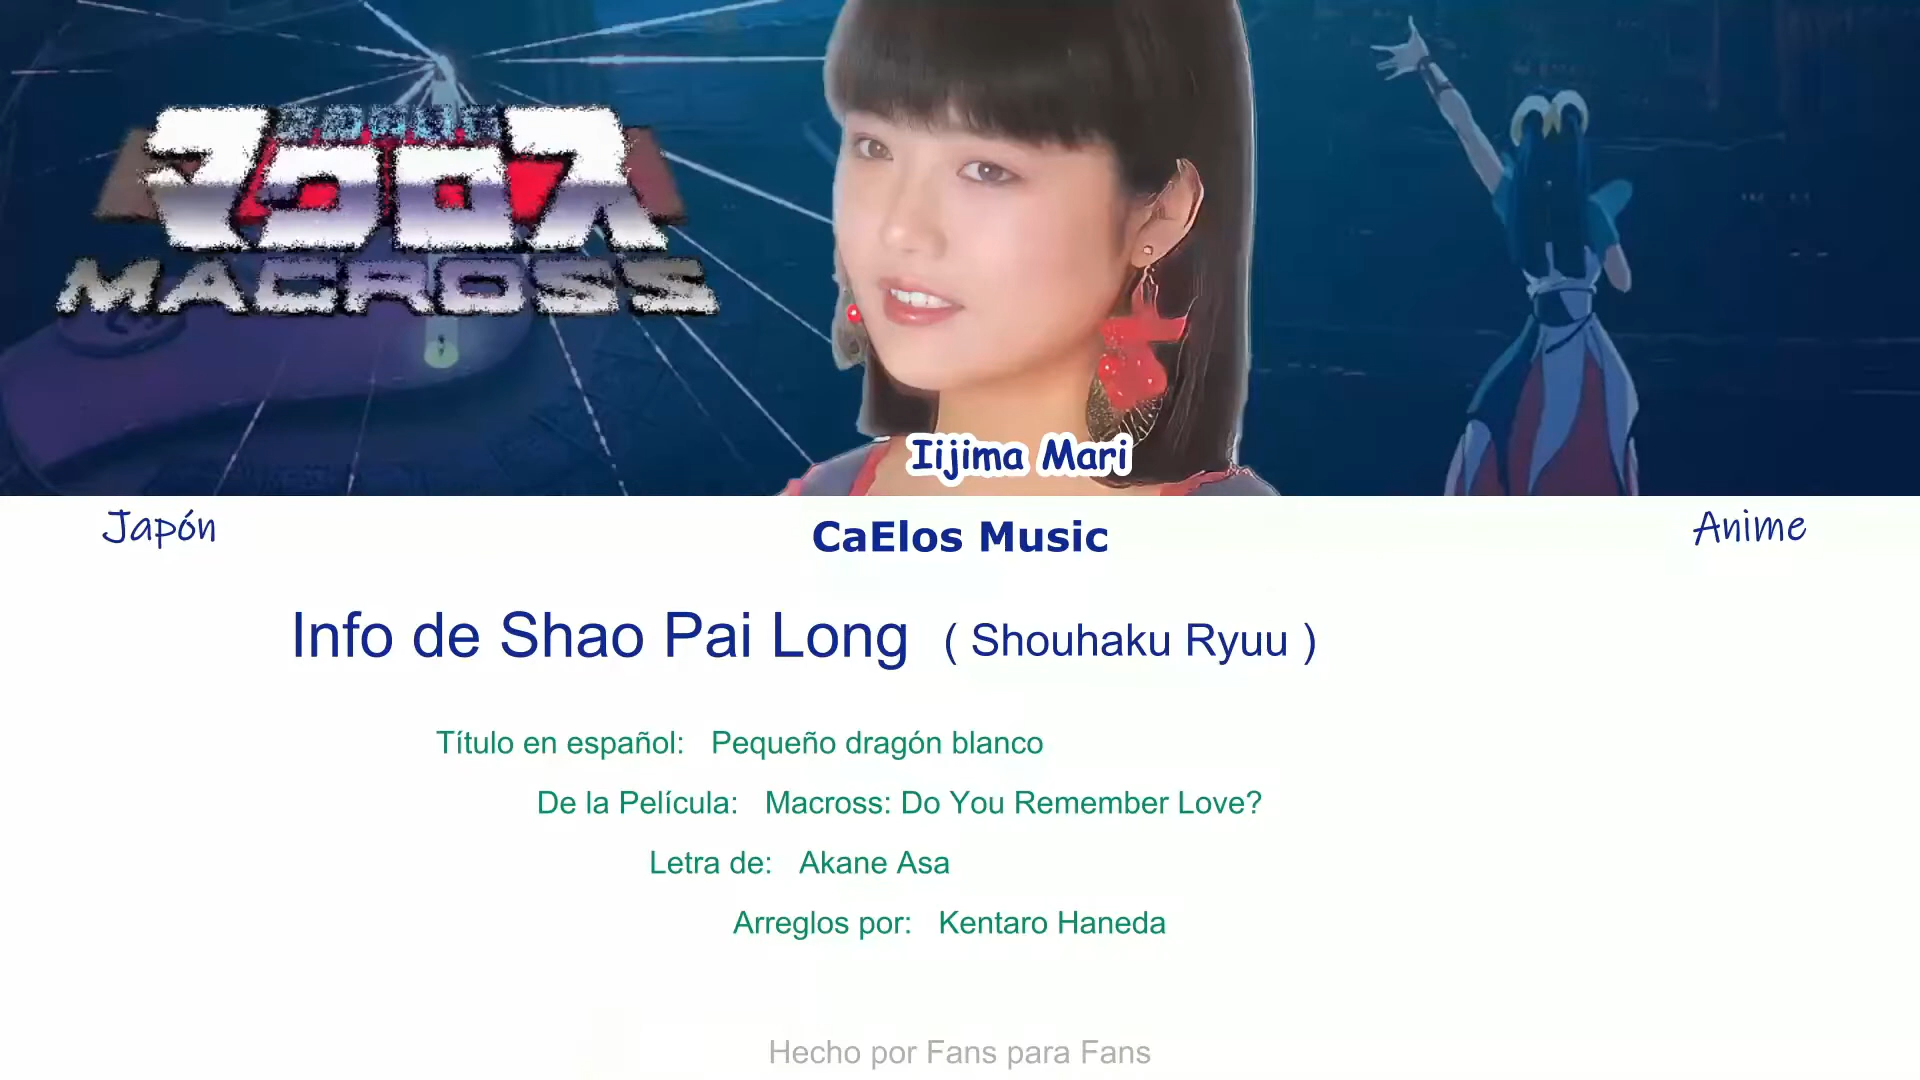 マクロス
MACROSS
Iijima Mari
Japón
CaElos Music
Anime
Info de Shao Pai Long ( Shouhaku Ryuu )
Título en español: Pequeño dragón blanco
De la Película: Macross: Do You Remember Love?
Letra de: Akane Asa
Arreglos por: Kentaro Haneda
Hecho por Fans para Fans